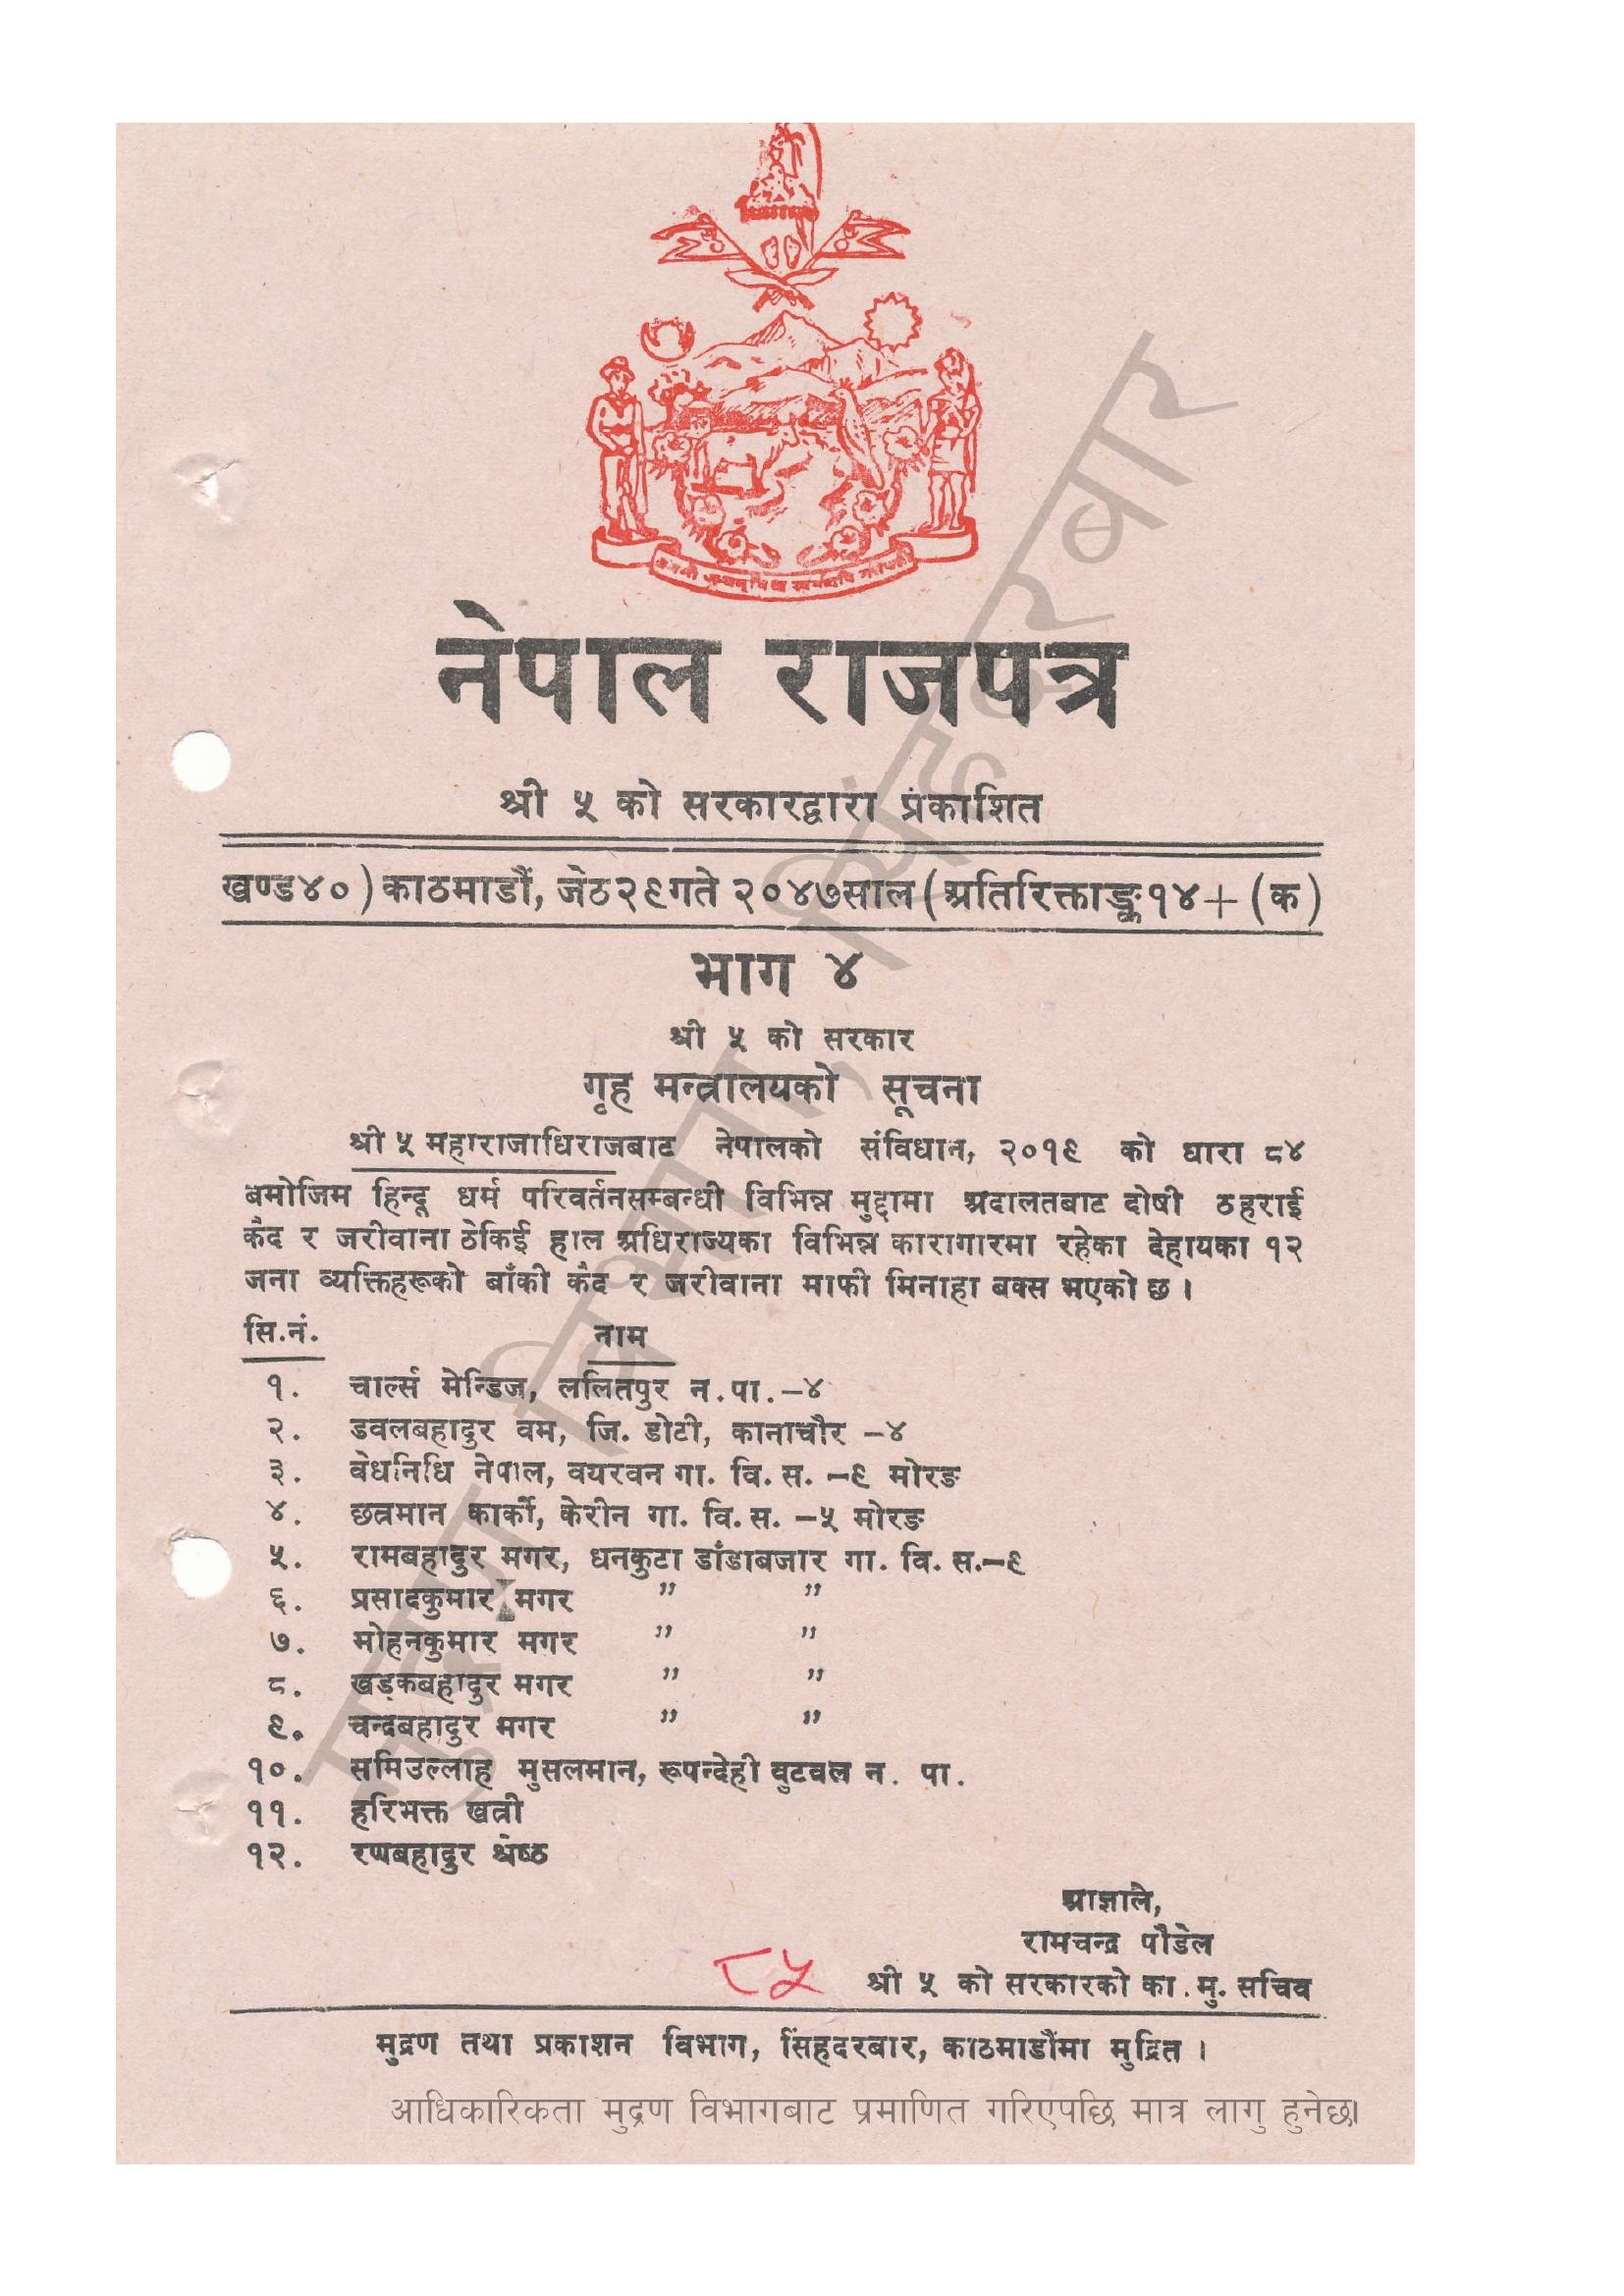 नेपाल राजपत्र
श्री ५ को सरकारद्वारा प्रकाशित
खण्ड४०) काठमाडौं, जेठ२९गते २०४७साल (अतिरिक्ताङ्क१४+(क)
भाग ४
श्री ५ को सरकार
गृह मन्त्रालयको सूचना
श्री ५ महाराजाधिराजबाट नेपालको संविधान, २०१९ को धारा ८४
बमोजिम हिन्दू धर्म परिवर्तनसम्बन्धी विभिन्न मुद्दामा अदालतबाट दोषी ठहराई
कैद र जरीवाना ठेकिई हाल अधिराज्यका विभिन्न कारागारमा रहेका देहायका १२
जना व्यक्तिहरूको बाँकी कैद र जरीवाना माफी मिनाहा बक्स भएको छ ।
सि.नं. नाम
१. चार्ल्स मेन्डिज, ललितपुर न.पा.-४
२. डवलबहादुर वम, जि. डोटी, कानाचौर -४
३. बेधनिधि नेपाल, वयरवन गा. वि. स. -९ मोरङ
४. छत्रमान कार्की, केरौन गा. वि. स. -५ मोरङ
५. रामबहादुर मगर, धनकुटा डाँडाबजार गा. वि. स.-९
६. प्रसादकुमार मगर " "
७. मोहनकुमार मगर " "
८. खड्कबहादुर मगर " "
९. चन्द्रबहादुर मगर " "
१०. समिउल्लाह मुसलमान, रूपन्देही वुटवल न. पा.
११. हरिभक्त खत्री
१२. रणबहादुर श्रेष्ठ
आज्ञाले,
रामचन्द्र पौडेल
८५ श्री ५ को सरकारको का. मु. सचिव
मुद्रण तथा प्रकाशन विभाग, सिंहदरबार, काठमाडौंमा मुद्रित ।
आधिकारिकता मुद्रण विभागबाट प्रमाणित गरिएपछि मात्र लागु हुनेछ।
मुद्रण विभाग, सिंहदरबार